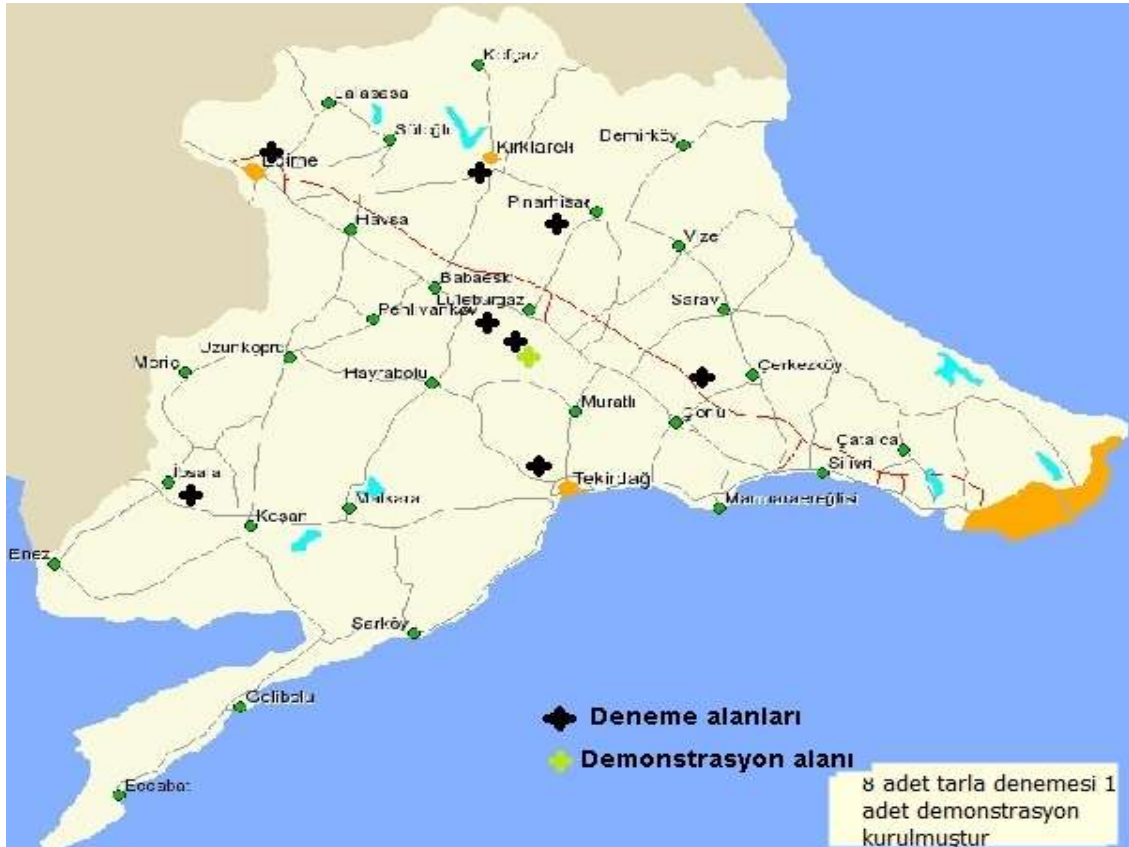 Kofçaz
Lalapaşa
Süloğlu
Demirköy
Kırklareli
Edirne
Pınarhisar
Havsa
Vize
Babaeski
Lüleburgaz
Saray
Pehlivanköy
Uzunköprü
Meriç
Çerkezköy
Hayrabolu
Muratlı
Çorlu
Çatalca
Silivri
İpsala
Tekirdağ
Malkara
Marmaraereğlisi
Keşan
Enez
Şarköy
Gelibolu
Eceabat
Deneme alanları
Demonstrasyon alanı
8 adet tarla denemesi 1
adet demonstrasyon
kurulmuştur